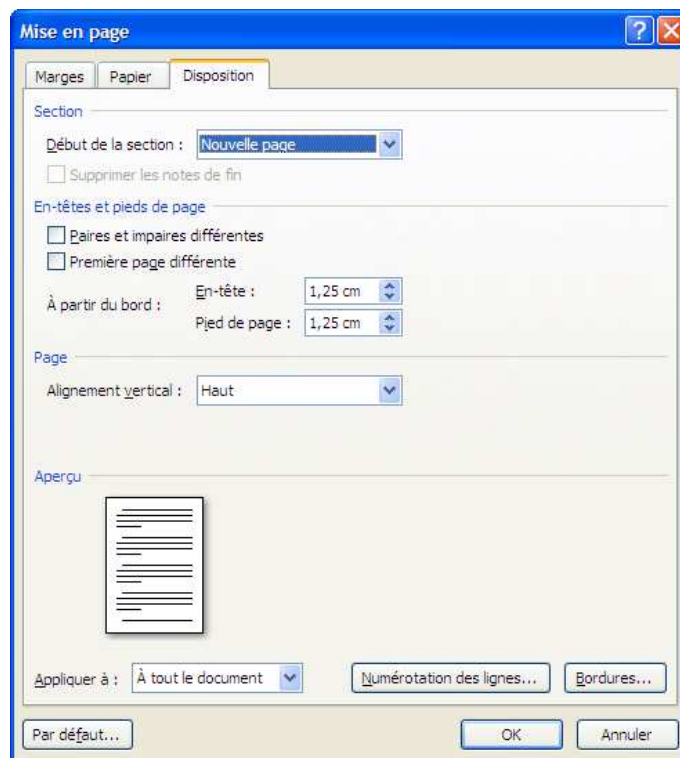 Mise en page
Marges Papier Disposition
Section
Début de la section : Nouvelle page
Supprimer les notes de fin
En-têtes et pieds de page
Paires et impaires différentes
Première page différente
À partir du bord :
En-tête : 1,25 cm
Pied de page : 1,25 cm
Page
Alignement vertical : Haut
Aperçu
Appliquer à : À tout le document Numérotation des lignes... Bordures...
Par défaut... OK Annuler